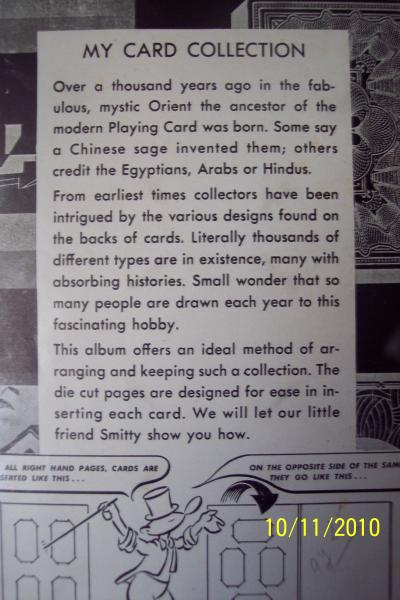 MY CARD COLLECTION
Over a thousand years ago in the fab-
ulous, mystic Orient the ancestor of the
modern Playing Card was born. Some say
a Chinese sage invented them; others
credit the Egyptians, Arabs or Hindus.
From earliest times collectors have been
intrigued by the various designs found on
the backs of cards. Literally thousands of
different types are in existence, many with
absorbing histories. Small wonder that so
many people are drawn each year to this
fascinating hobby.
This album offers an ideal method of ar-
ranging and keeping such a collection. The
die cut pages are designed for ease in in-
serting each card. We will let our little
friend Smitty show you how.
ALL RIGHT HAND PAGES, CARDS ARE
SERTED LIKE THIS...
ON THE OPPOSITE SIDE OF THE SAM
THEY GO LIKE THIS...
10/11/2010